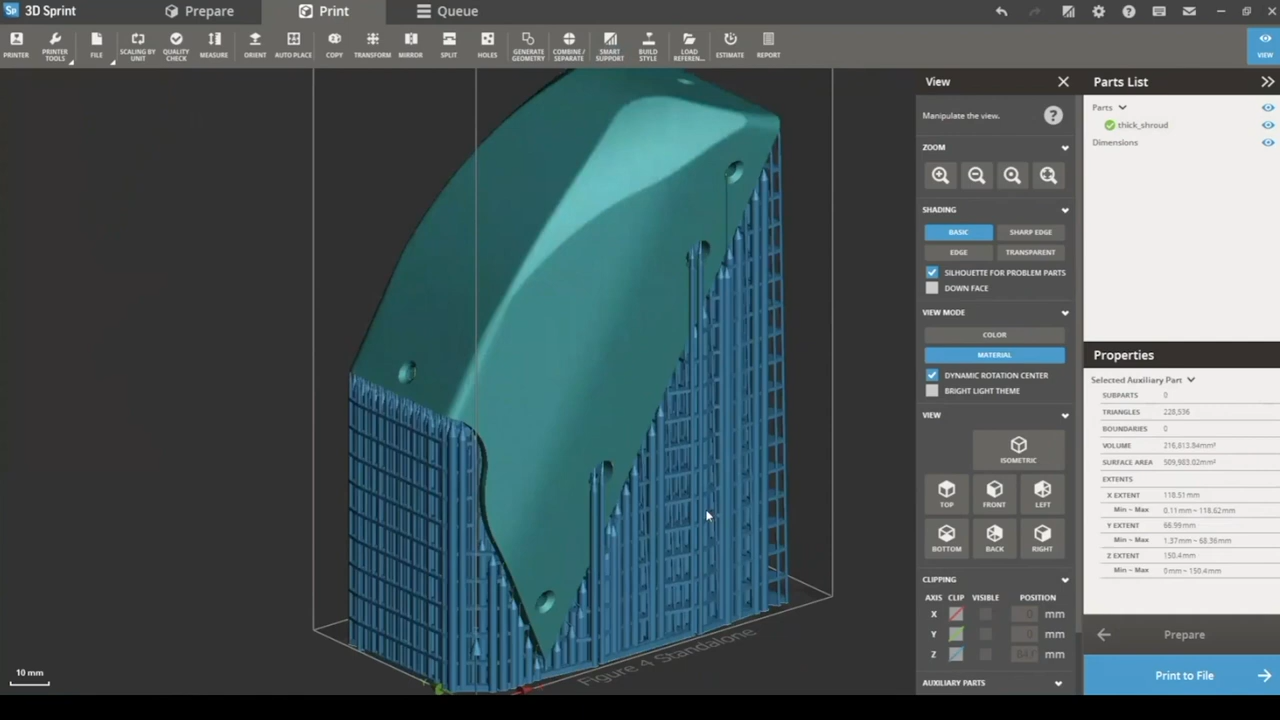 Sp 3D Sprint
Prepare
Print
Queue
PRINTER
PRINTER TOOLS
FILE
SCALING BY UNIT
QUALITY CHECK
MEASURE
ORIENT
AUTO PLACE
COPY
TRANSFORM
MIRROR
SPLIT
HOLES
GENERATE GEOMETRY
COMBINE / SEPARATE
SMART SUPPORT
BUILD STYLE
LOAD REFEREN...
ESTIMATE
REPORT
VIEW
View
Manipulate the view.
ZOOM
SHADING
BASIC
SHARP EDGE
EDGE
TRANSPARENT
SILHOUETTE FOR PROBLEM PARTS
DOWN FACE
VIEW MODE
COLOR
MATERIAL
DYNAMIC ROTATION CENTER
BRIGHT LIGHT THEME
VIEW
ISOMETRIC
TOP
FRONT
LEFT
BOTTOM
BACK
RIGHT
CLIPPING
AXIS CLIP VISIBLE POSITION
X 0 mm
Y 0 mm
Z mm
AUXILIARY PARTS
Parts List
Parts
thick_shroud
Dimensions
Properties
Selected Auxiliary Part
SUBPARTS 0
TRIANGLES 228,536
BOUNDARIES 0
VOLUME 216,813.84mm³
SURFACE AREA 509,983.02mm²
EXTENTS
X EXTENT 118.51mm
Min ~ Max 0.11mm ~ 118.62mm
Y EXTENT 66.99mm
Min ~ Max 1.37mm ~ 68.36mm
Z EXTENT 150.4mm
Min ~ Max 0mm ~ 150.4mm
Prepare
Print to File
Figure 4 Standalone
10 mm